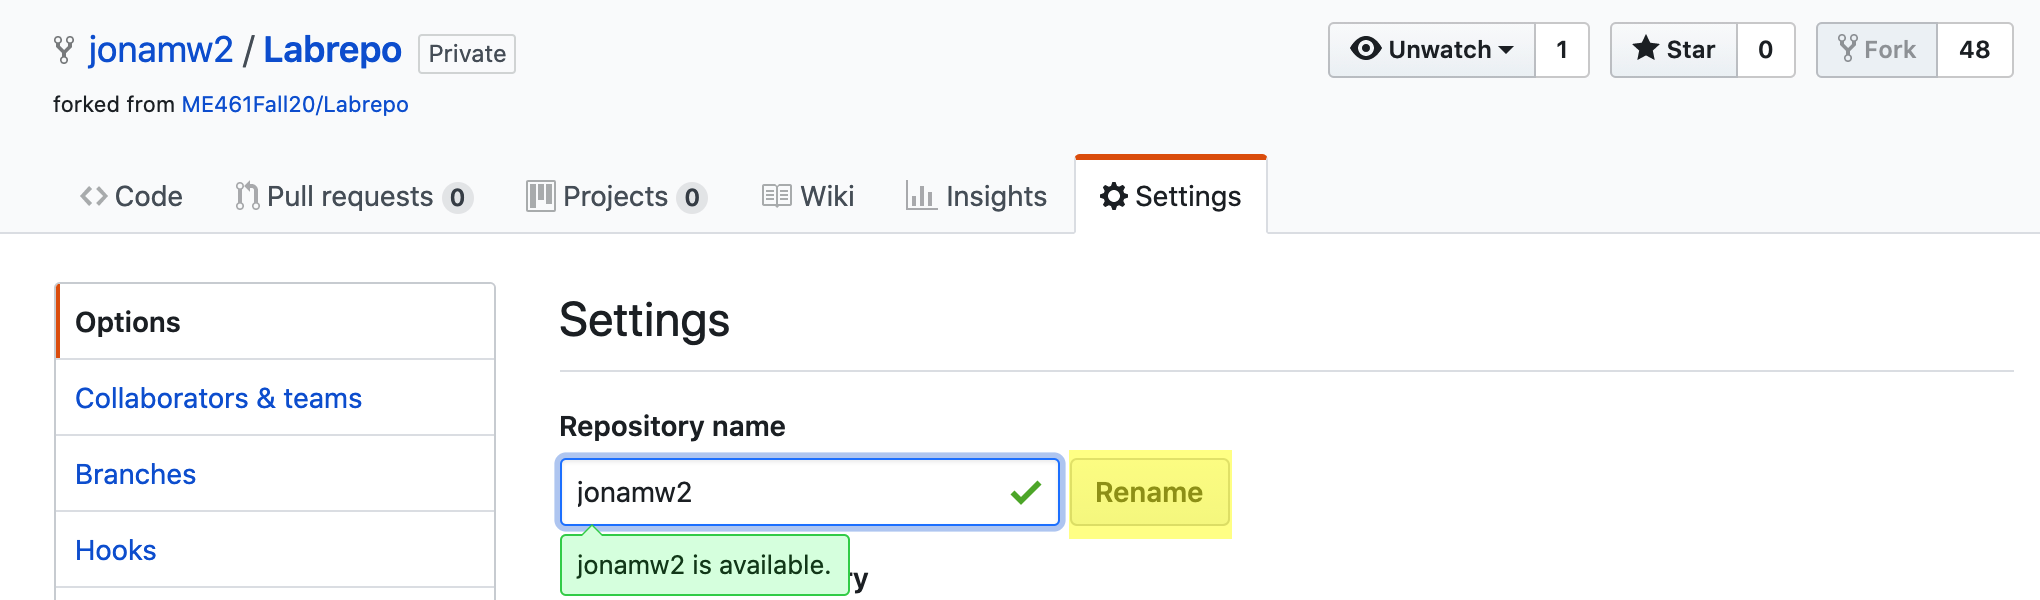 jonamw2 / Labrepo Private
Unwatch 1 Star 0 Fork 48
forked from ME461Fall20/Labrepo
Code Pull requests 0 Projects 0 Wiki Insights Settings
Options
Collaborators & teams
Branches
Hooks
Settings
Repository name
jonamw2 Rename
jonamw2 is available.